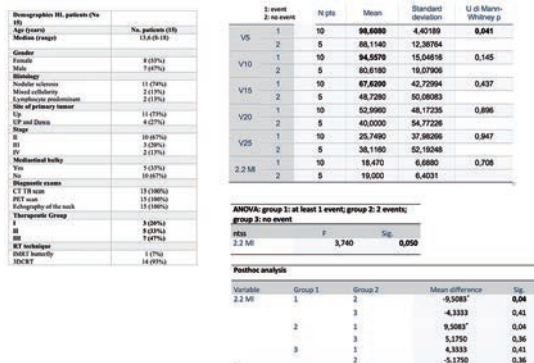 Demographics HL patients (No
15)
Age (years) No. patients (15)
Median (range) 13,6 (8-18)
Gender
Female 8 (53%)
Male 7 (47%)
Histology
Nodular sclerosis 11 (74%)
Mixed cellularity 2 (13%)
Lymphocyte predominant 2 (13%)
Site of primary tumor
Up 11 (73%)
UP and Down 4 (27%)
Stage
II 10 (67%)
III 3 (20%)
IV 2 (13%)
Mediastinal bulky
Yes 5 (33%)
No 10 (67%)
Diagnostic exams
CT TB scan 15 (100%)
PET scan 15 (100%)
Echography of the neck 15 (100%)
Therapeutic Group
I 3 (20%)
II 5 (33%)
III 7 (47%)
RT technique
IMRT butterfly 1 (7%)
3DCRT 14 (93%)
1: event
2: no event N pts Mean Standard deviation U di Mann-Whitney p
V5 1 10 98,6080 4,40189 0,041
2 5 88,1140 12,38764
V10 1 10 94,5570 15,04616 0,145
2 5 80,6180 19,07906
V15 1 10 67,6200 42,72994 0,437
2 5 48,7280 50,08083
V20 1 10 52,9960 48,17235 0,896
2 5 40,0000 54,77226
V25 1 10 25,7490 37,98266 0,947
2 5 38,1160 52,19248
2.2 MI 1 10 18,470 6,6880 0,708
2 5 19,000 6,4031
ANOVA: group 1: at least 1 event; group 2: 2 events;
group 3: no event
ntss F Sig.
2.2 MI 3,740 0,050
Posthoc analysis
Variable Group 1 Group 2 Mean difference Sig.
2.2 MI 1 2 -9,5083* 0,04
3 -4,3333 0,41
2 1 9,5083* 0,04
3 5,1750 0,36
3 1 4,3333 0,41
2 -5,1750 0,36